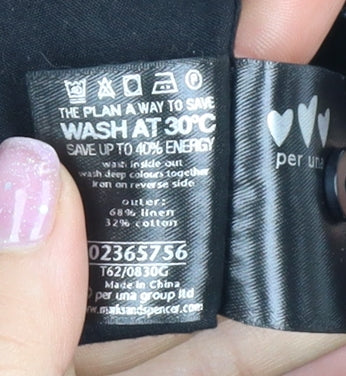 THE PLAN A WAY TO SAVE
WASH AT 30°C
SAVE UP TO 40% ENERGY
wash inside out
wash deep colours together
iron on reverse side
outer:
68% linen
32% cotton
02365756
T62/0830G
Made in China
© per una group ltd
www.marksandspencer.com
per una